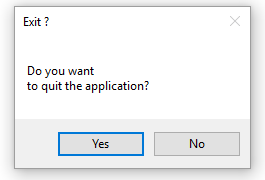 Exit ?
Do you want
to quit the application?
Yes
No